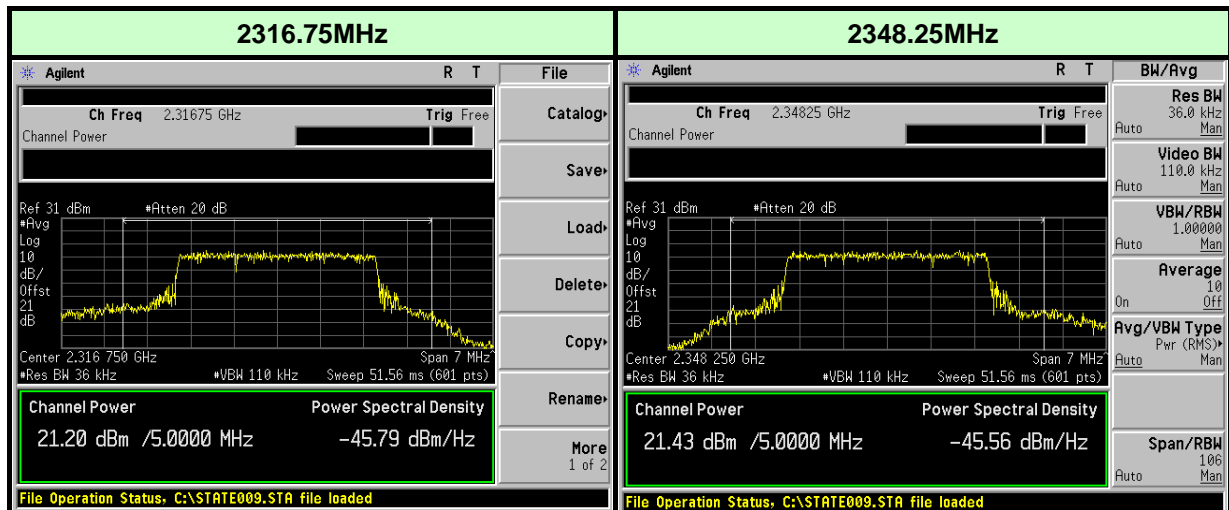 2316.75MHz
2348.25MHz
Agilent R T
Ch Freq 2.31675 GHz Trig Free
Channel Power
Ref 31 dBm #Atten 20 dB
#Avg
Log
10
dB/
Offst
21
dB
Center 2.316 750 GHz Span 7 MHz^
#Res BW 36 kHz #VBW 110 kHz Sweep 51.56 ms (601 pts)
Channel Power Power Spectral Density
21.20 dBm /5.0000 MHz -45.79 dBm/Hz
File Operation Status, C:\STATE009.STA file loaded
File
Catalog
Save
Load
Delete
Copy
Rename
More
1 of 2
Agilent R T
Ch Freq 2.34825 GHz Trig Free
Channel Power
Ref 31 dBm #Atten 20 dB
#Avg
Log
10
dB/
Offst
21
dB
Center 2.348 250 GHz Span 7 MHz^
#Res BW 36 kHz #VBW 110 kHz Sweep 51.56 ms (601 pts)
Channel Power Power Spectral Density
21.43 dBm /5.0000 MHz -45.56 dBm/Hz
File Operation Status, C:\STATE009.STA file loaded
BW/Avg
Res BW
36.0 kHz
Auto Man
Video BW
110.0 kHz
Auto Man
VBW/RBW
1.00000
Auto Man
Average
10
On Off
Avg/VBW Type
Pwr (RMS)
Auto Man
Span/RBW
106
Auto Man